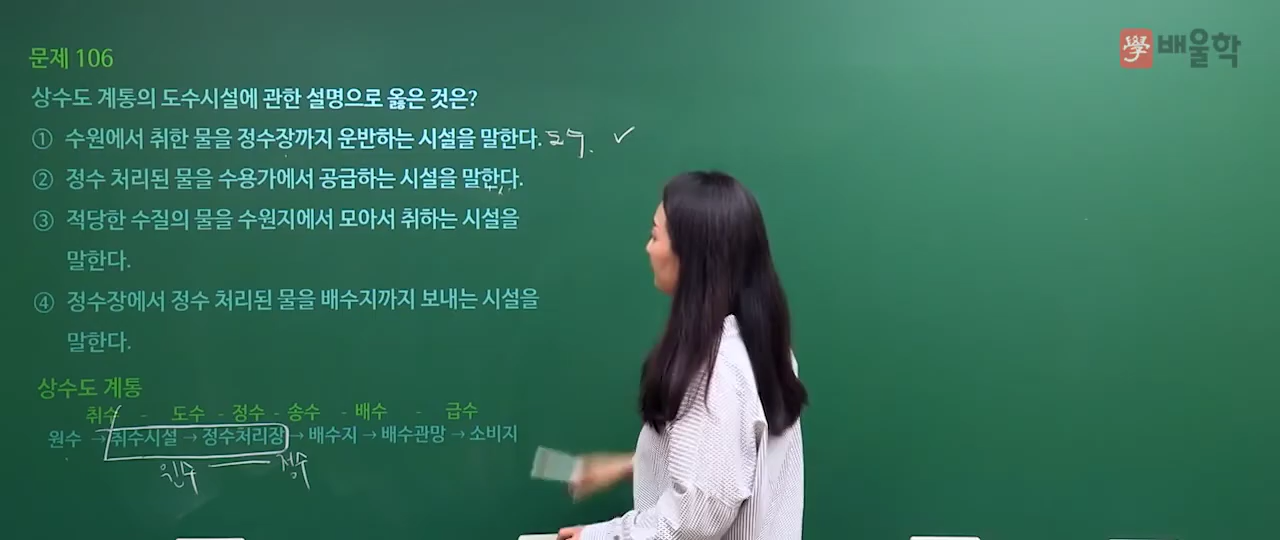 學 배울학
문제 106
상수도 계통의 도수시설에 관한 설명으로 옳은 것은?
① 수원에서 취한 물을 정수장까지 운반하는 시설을 말한다. 도수. ✓
② 정수 처리된 물을 수용가에서 공급하는 시설을 말한다.
③ 적당한 수질의 물을 수원지에서 모아서 취하는 시설을
말한다.
④ 정수장에서 정수 처리된 물을 배수지까지 보내는 시설을
말한다.
상수도 계통
취수 - 도수 - 정수 - 송수 - 배수 - 급수
원수 → 취수시설 → 정수처리장 → 배수지 → 배수관망 → 소비지
원수 — 정수